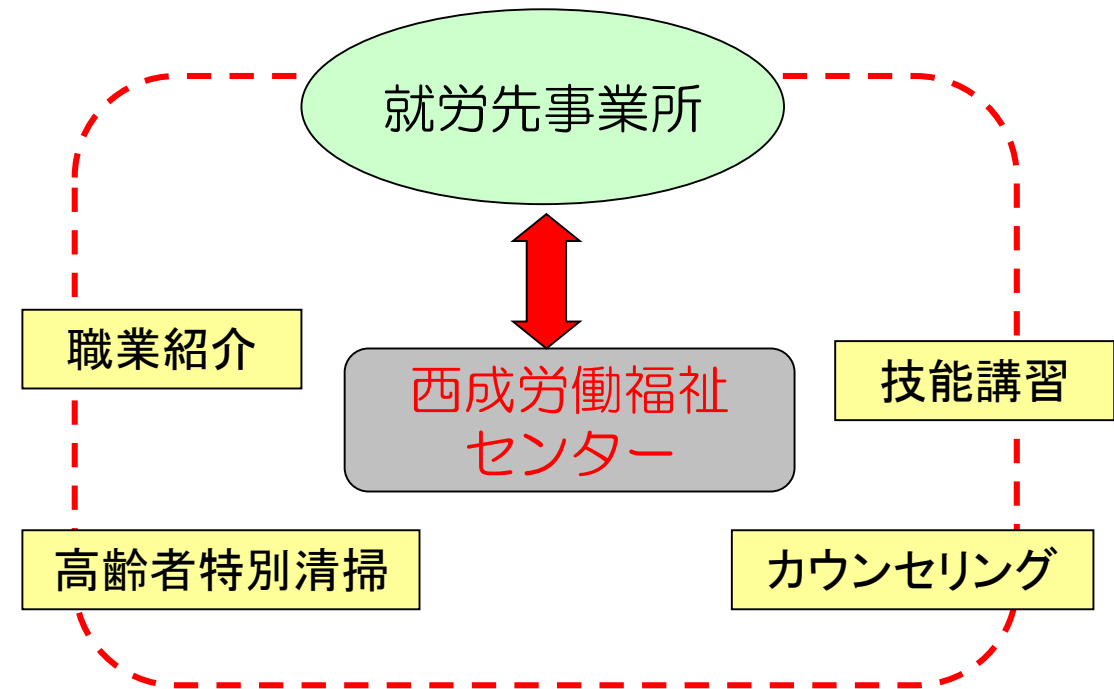 就労先事業所
職業紹介
西成労働福祉
センター
技能講習
高齢者特別清掃
カウンセリング